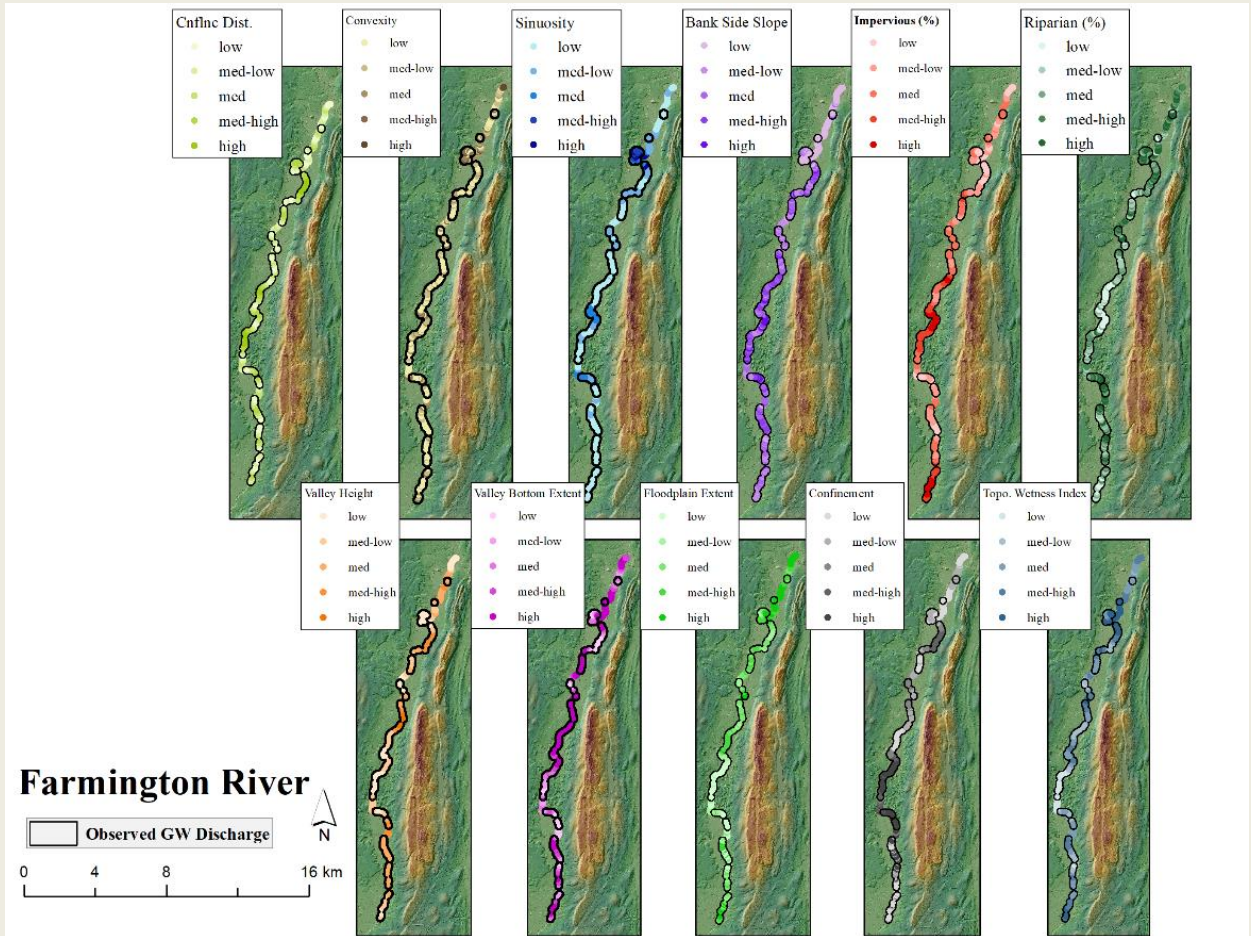 Cnflnc Dist.
low
med-low
med
med-high
high
Convexity
low
med-low
med
med-high
high
Sinuosity
low
med-low
med
med-high
high
Bank Side Slope
low
med-low
med
med-high
high
Impervious (%)
low
med-low
med
med-high
high
Riparian (%)
low
med-low
med
med-high
high
Valley Height
low
med-low
med
med-high
high
Valley Bottom Extent
low
med-low
med
med-high
high
Floodplain Extent
low
med-low
med
med-high
high
Confinement
low
med-low
med
med-high
high
Topo. Wetness Index
low
med-low
med
med-high
high
Farmington River
Observed GW Discharge
N
0 4 8 16 km